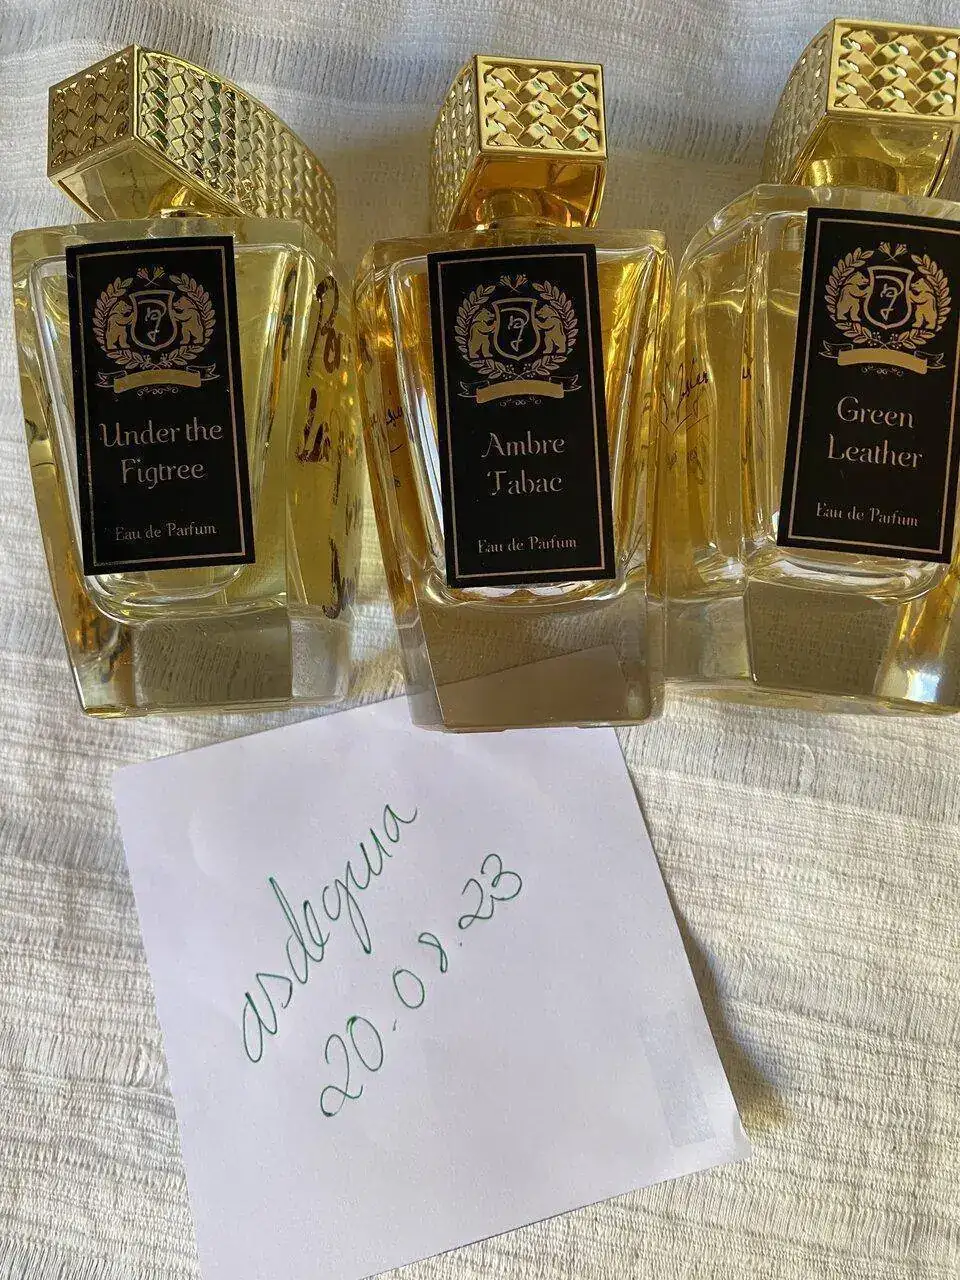 Under the
Figtree
Eau de Parfum
Ambre
Tabac
Eau de Parfum
Green
Leather
Eau de Parfum
asdegua
20.08.23